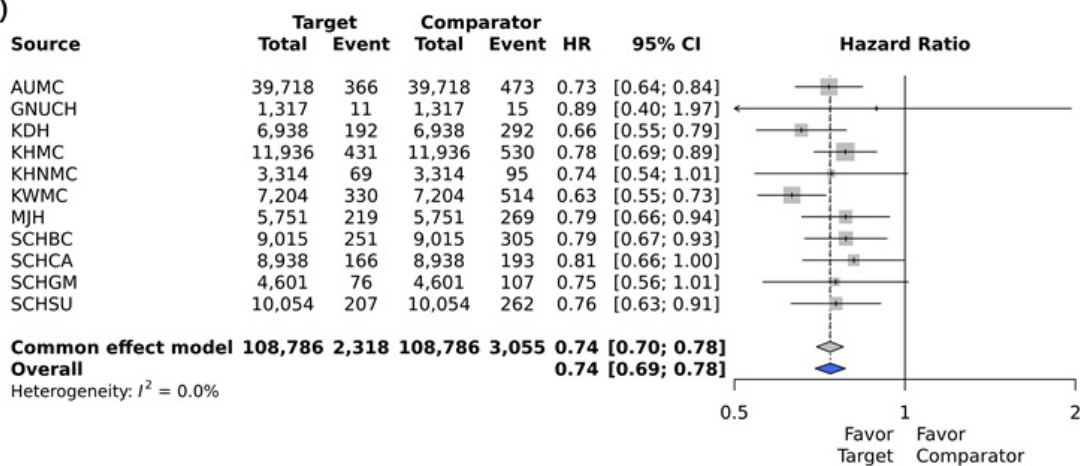 )
Target Comparator
Source Total Event Total Event HR 95% CI Hazard Ratio
AUMC 39,718 366 39,718 473 0.73 [0.64; 0.84]
GNUCH 1,317 11 1,317 15 0.89 [0.40; 1.97]
KDH 6,938 192 6,938 292 0.66 [0.55; 0.79]
KHMC 11,936 431 11,936 530 0.78 [0.69; 0.89]
KHNMC 3,314 69 3,314 95 0.74 [0.54; 1.01]
KWMC 7,204 330 7,204 514 0.63 [0.55; 0.73]
MJH 5,751 219 5,751 269 0.79 [0.66; 0.94]
SCHBC 9,015 251 9,015 305 0.79 [0.67; 0.93]
SCHCA 8,938 166 8,938 193 0.81 [0.66; 1.00]
SCHGM 4,601 76 4,601 107 0.75 [0.56; 1.01]
SCHSU 10,054 207 10,054 262 0.76 [0.63; 0.91]
Common effect model 108,786 2,318 108,786 3,055 0.74 [0.70; 0.78]
Overall 0.74 [0.69; 0.78]
Heterogeneity: I² = 0.0%
0.5 1 2
Favor Favor
Target Comparator